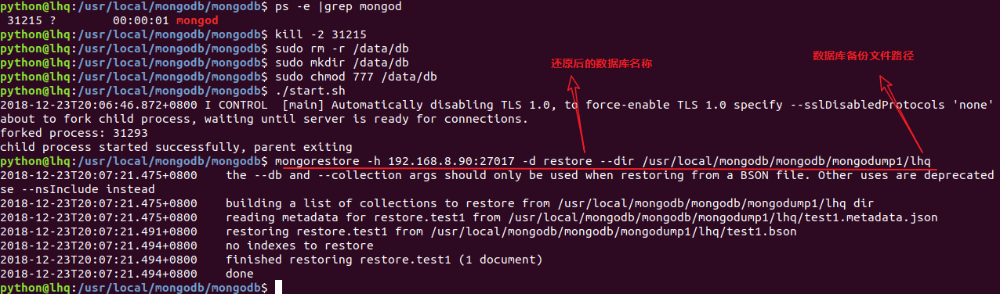 python@lhq:/usr/local/mongodb/mongodb$ ps -e |grep mongod
31215 ?        00:00:01 mongod
python@lhq:/usr/local/mongodb/mongodb$ kill -2 31215
python@lhq:/usr/local/mongodb/mongodb$ sudo rm -r /data/db
python@lhq:/usr/local/mongodb/mongodb$ sudo mkdir /data/db
还原后的数据库名称
数据库备份文件路径
python@lhq:/usr/local/mongodb/mongodb$ sudo chmod 777 /data/db
python@lhq:/usr/local/mongodb/mongodb$ ./start.sh
2018-12-23T20:06:46.872+0800 I CONTROL  [main] Automatically disabling TLS 1.0, to force-enable TLS 1.0 specify --sslDisabledProtocols 'none'
about to fork child process, waiting until server is ready for connections.
forked process: 31293
child process started successfully, parent exiting
python@lhq:/usr/local/mongodb/mongodb$ mongorestore -h 192.168.8.90:27017 -d restore --dir /usr/local/mongodb/mongodb/mongodump1/lhq
2018-12-23T20:07:21.475+0800    the --db and --collection args should only be used when restoring from a BSON file. Other uses are deprecated
se --nsInclude instead
2018-12-23T20:07:21.475+0800    building a list of collections to restore from /usr/local/mongodb/mongodb/mongodump1/lhq dir
2018-12-23T20:07:21.475+0800    reading metadata for restore.test1 from /usr/local/mongodb/mongodb/mongodump1/lhq/test1.metadata.json
2018-12-23T20:07:21.491+0800    restoring restore.test1 from /usr/local/mongodb/mongodb/mongodump1/lhq/test1.bson
2018-12-23T20:07:21.494+0800    no indexes to restore
2018-12-23T20:07:21.494+0800    finished restoring restore.test1 (1 document)
2018-12-23T20:07:21.494+0800    done
python@lhq:/usr/local/mongodb/mongodb$